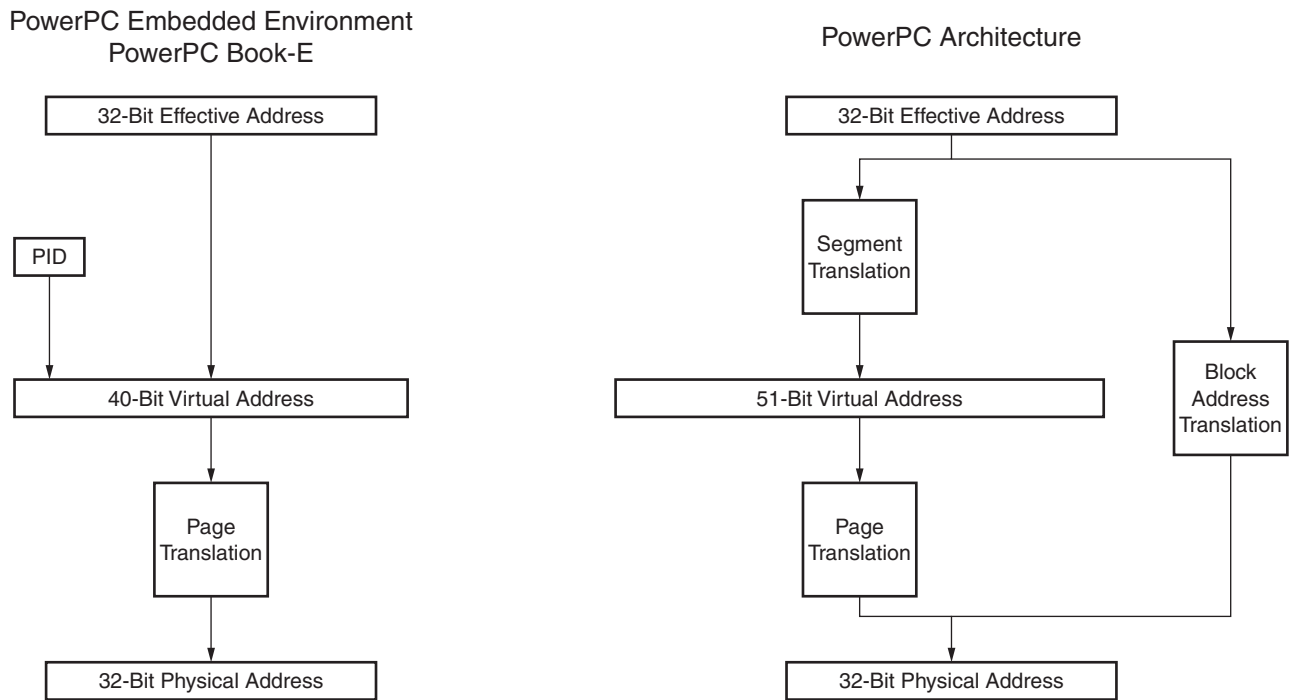 PowerPC Embedded Environment
PowerPC Book-E
32-Bit Effective Address
PID
40-Bit Virtual Address
Page
Translation
32-Bit Physical Address
PowerPC Architecture
32-Bit Effective Address
Segment
Translation
51-Bit Virtual Address
Block
Address
Translation
Page
Translation
32-Bit Physical Address